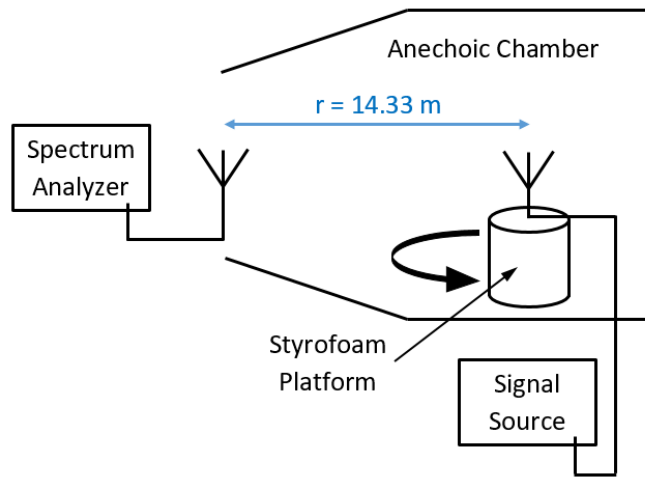 Anechoic Chamber
r = 14.33 m
Spectrum
Analyzer
Styrofoam
Platform
Signal
Source